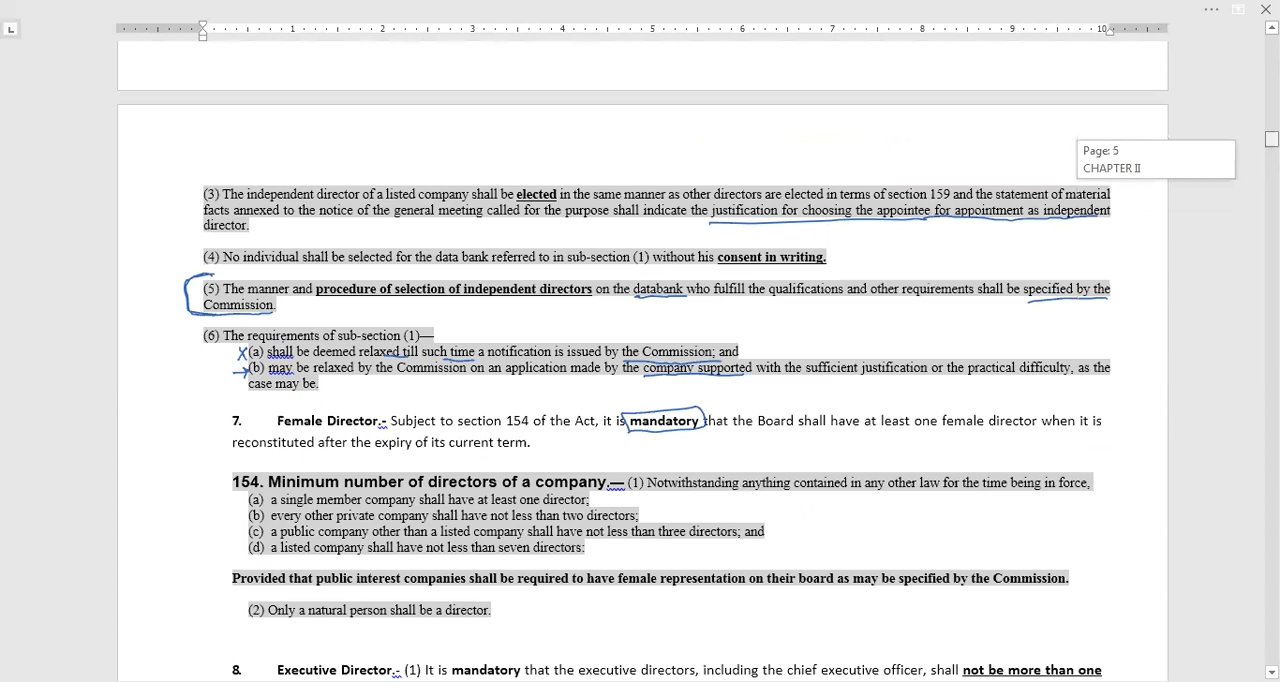 1 2 3 4 5 6 7 8 9 10
Page: 5
CHAPTER II
(3) The independent director of a listed company shall be elected in the same manner as other directors are elected in terms of section 159 and the statement of material
facts annexed to the notice of the general meeting called for the purpose shall indicate the justification for choosing the appointee for appointment as independent
director.
(4) No individual shall be selected for the data bank referred to in sub-section (1) without his consent in writing.
(5) The manner and procedure of selection of independent directors on the databank who fulfill the qualifications and other requirements shall be specified by the
Commission.
(6) The requirements of sub-section (1)—
X (a) shall be deemed relaxed till such time a notification is issued by the Commission; and
→(b) may be relaxed by the Commission on an application made by the company supported with the sufficient justification or the practical difficulty, as the
case may be.
7. Female Director.- Subject to section 154 of the Act, it is mandatory that the Board shall have at least one female director when it is
reconstituted after the expiry of its current term.
154. Minimum number of directors of a company.— (1) Notwithstanding anything contained in any other law for the time being in force,
(a) a single member company shall have at least one director;
(b) every other private company shall have not less than two directors;
(c) a public company other than a listed company shall have not less than three directors; and
(d) a listed company shall have not less than seven directors:
Provided that public interest companies shall be required to have female representation on their board as may be specified by the Commission.
(2) Only a natural person shall be a director.
8. Executive Director.- (1) It is mandatory that the executive directors, including the chief executive officer, shall not be more than one